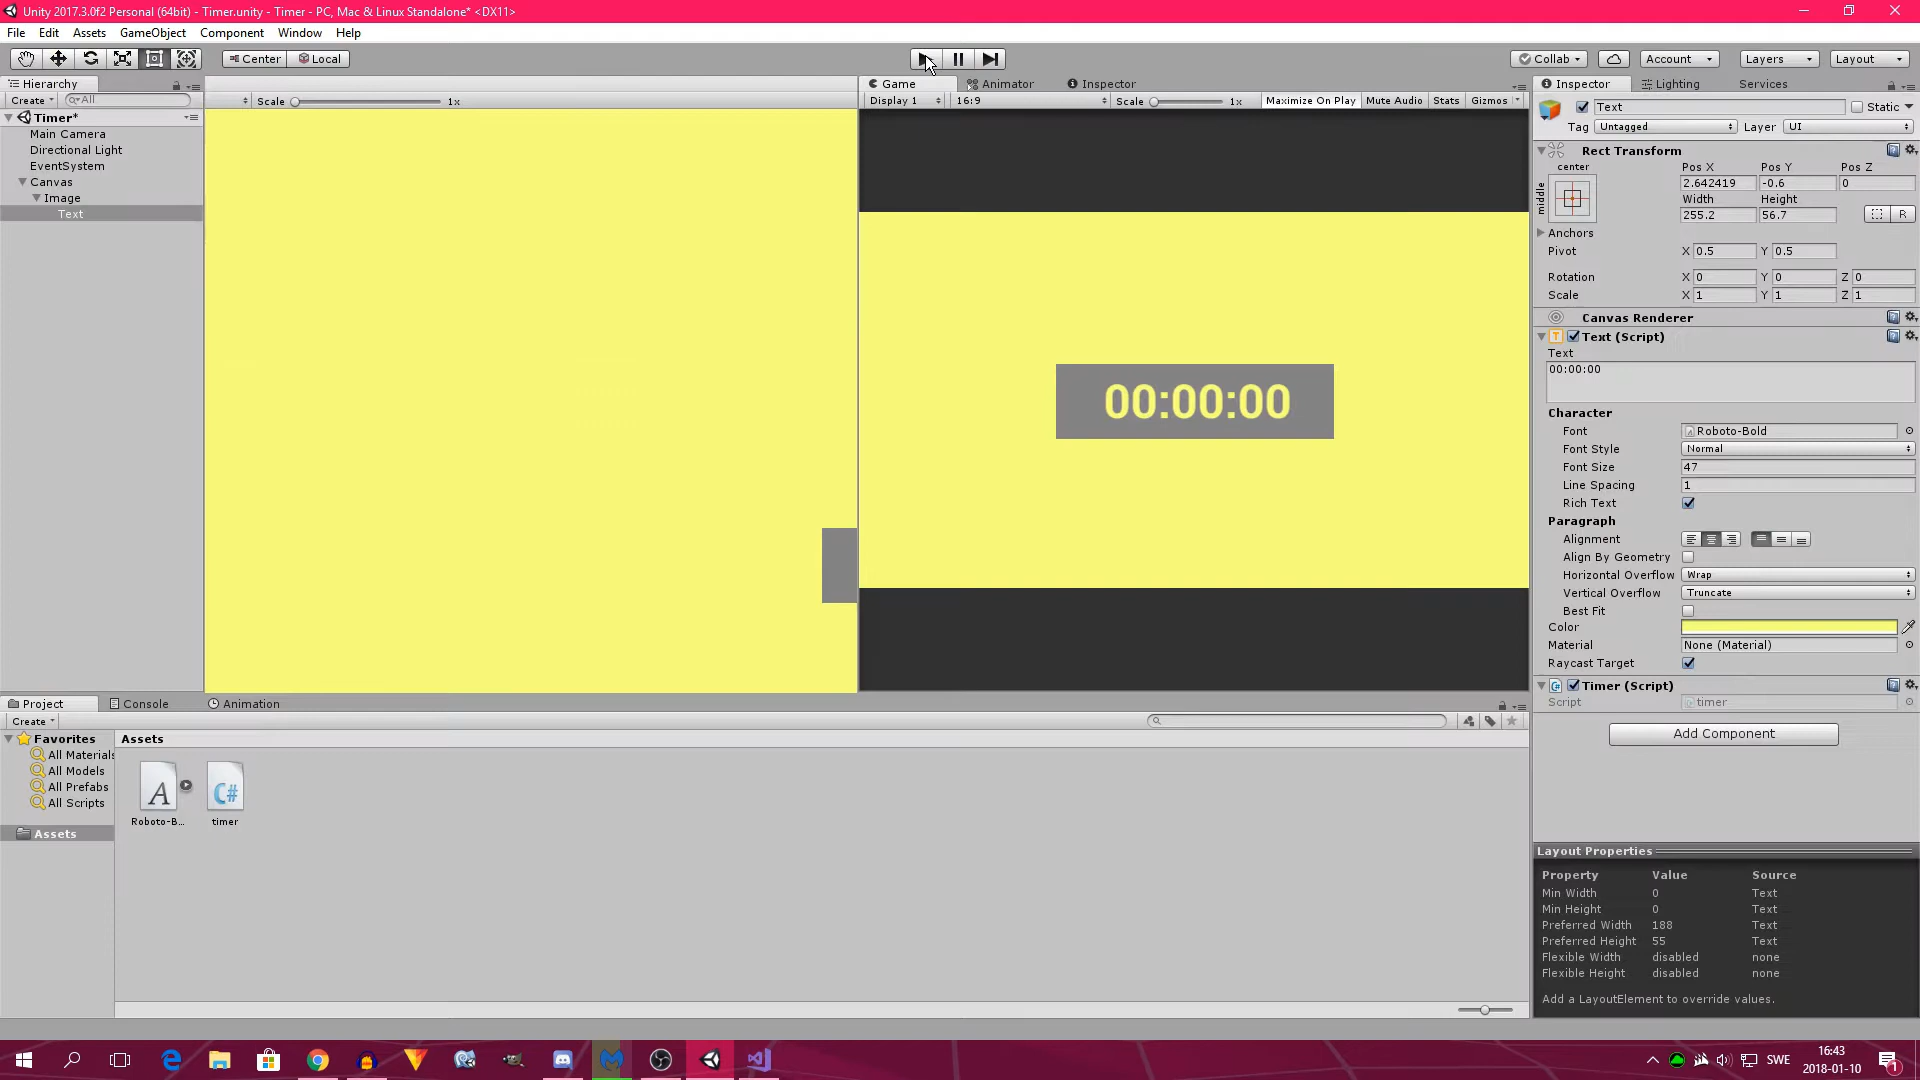 Unity 2017.3.0f2 Personal (64bit) - Timer.unity - Timer - PC, Mac & Linux Standalone* <DX11>
File Edit Assets GameObject Component Window Help
Center Local Collab Account Layers Layout
Hierarchy Game Animator Inspector Inspector Lighting Services
Create All Scale 1x Display 1 16:9 Scale 1x Maximize On Play Mute Audio Stats Gizmos
Timer*
Main Camera
Directional Light
EventSystem
Canvas
Image
Text
00:00:00
Text Static
Tag Untagged Layer UI
Rect Transform
center Pos X Pos Y Pos Z
middle 2.642419 -0.6 0
Width Height
255.2 56.7 R
Anchors
Pivot X 0.5 Y 0.5
Rotation X 0 Y 0 Z 0
Scale X 1 Y 1 Z 1
Canvas Renderer
Text (Script)
Text
00:00:00
Character
Font Roboto-Bold
Font Style Normal
Font Size 47
Line Spacing 1
Rich Text
Paragraph
Alignment
Align By Geometry
Horizontal Overflow Wrap
Vertical Overflow Truncate
Best Fit
Color
Material None (Material)
Raycast Target
Timer (Script)
Script timer
Add Component
Layout Properties
Property Value Source
Min Width 0 Text
Min Height 0 Text
Preferred Width 188 Text
Preferred Height 55 Text
Flexible Width disabled none
Flexible Height disabled none
Add a LayoutElement to override values.
Project Console Animation
Create
Favorites
All Materials
All Models
All Prefabs
All Scripts
Assets
Assets
A C#
Roboto-B... timer
SWE 16:43
2018-01-10
1